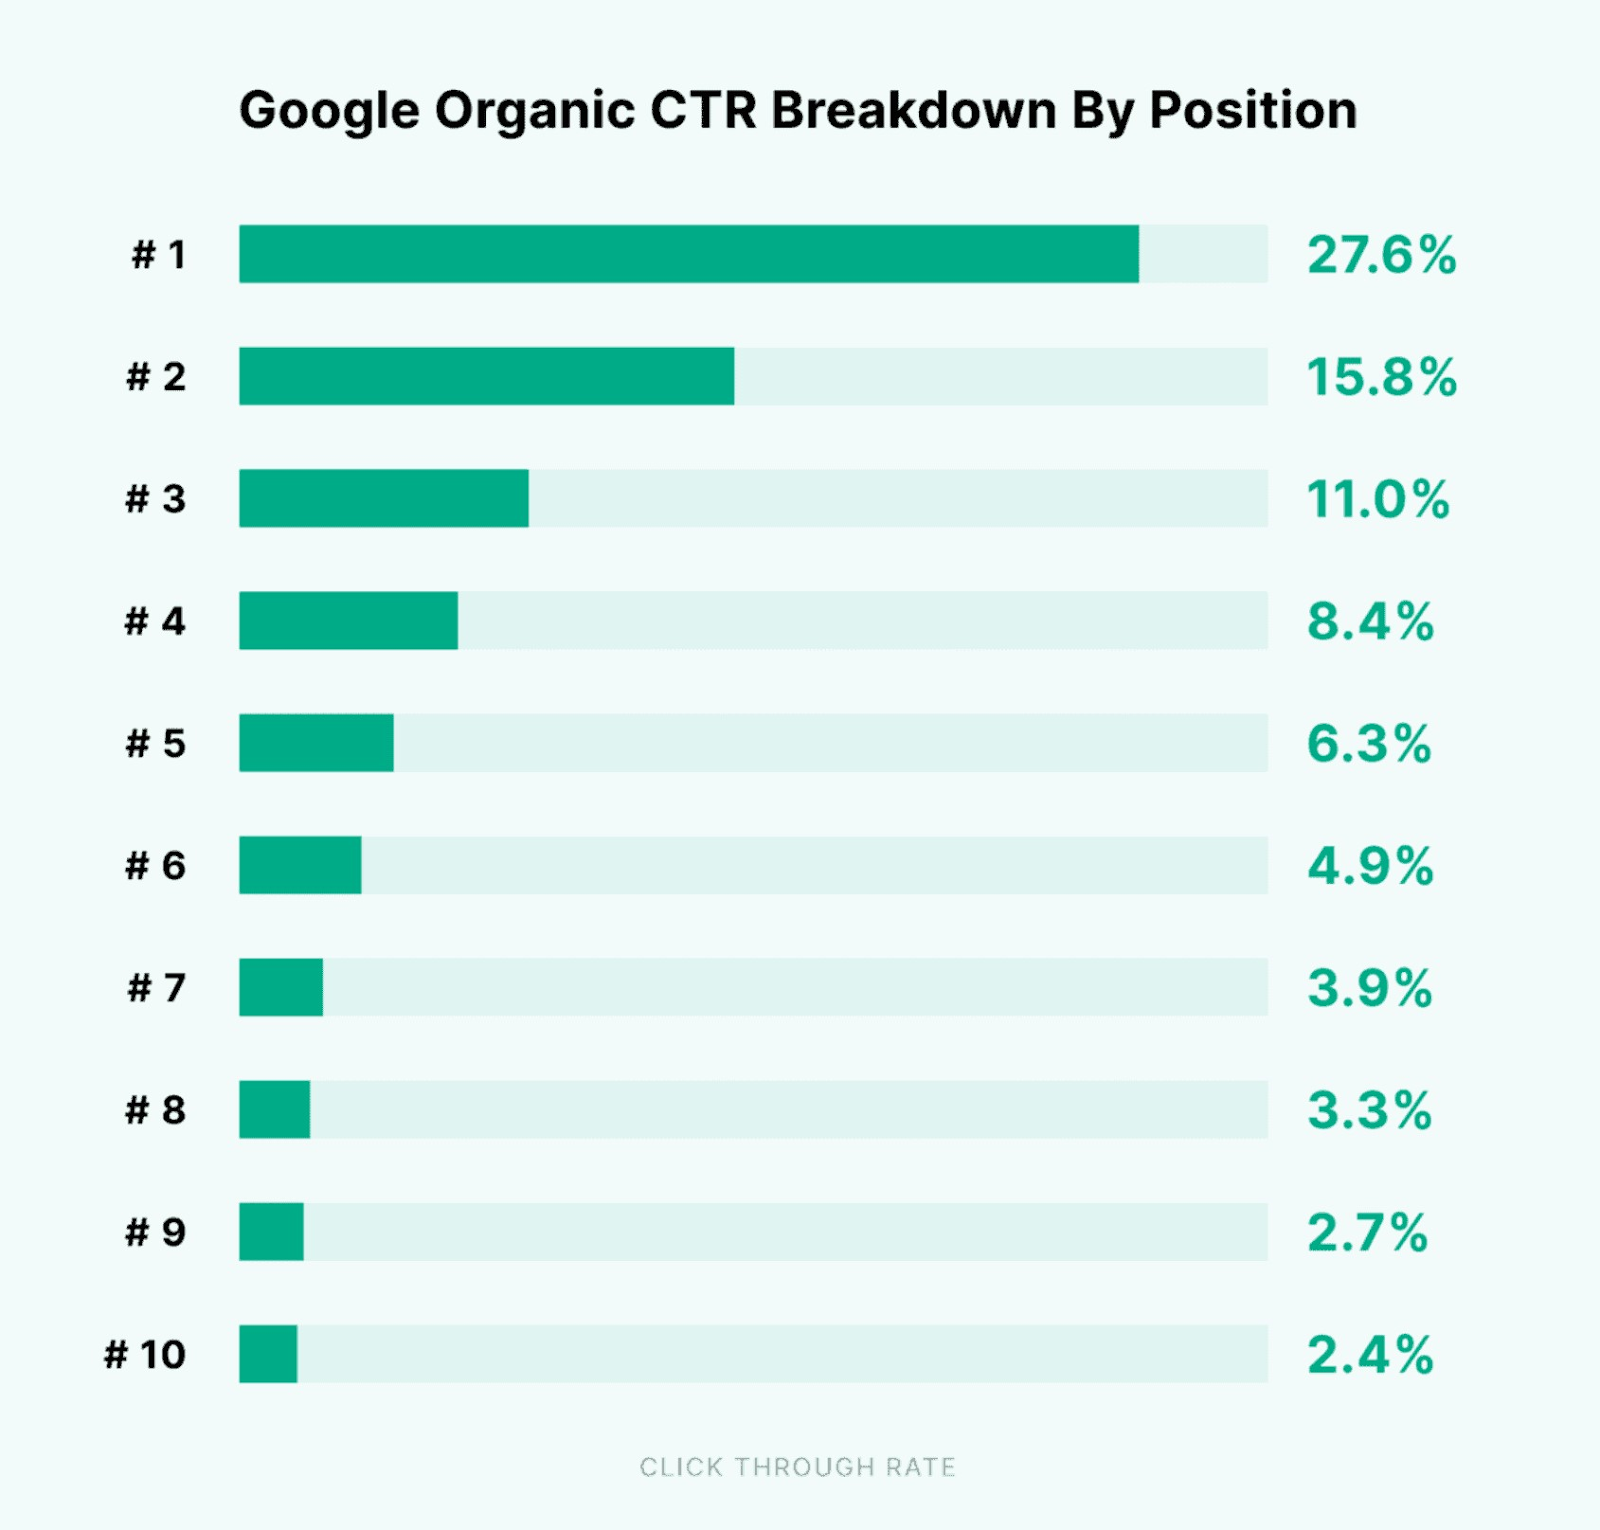 Google Organic CTR Breakdown By Position
# 1 27.6%
# 2 15.8%
# 3 11.0%
# 4 8.4%
# 5 6.3%
# 6 4.9%
# 7 3.9%
# 8 3.3%
# 9 2.7%
# 10 2.4%
CLICK THROUGH RATE